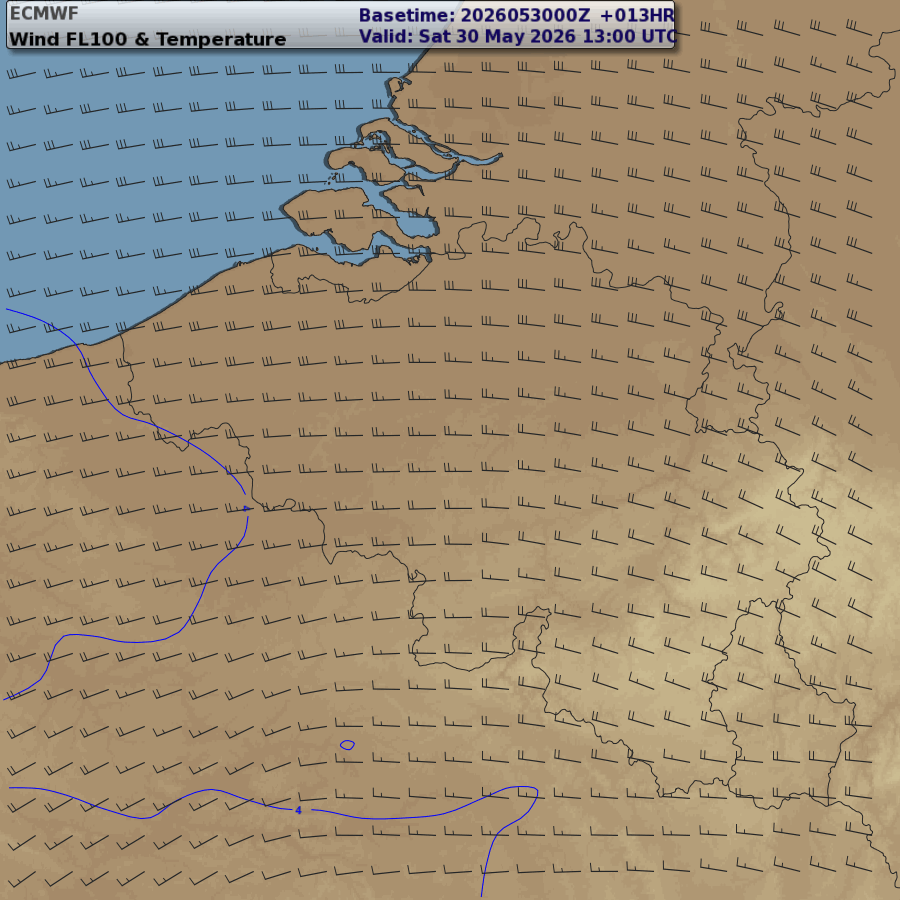 ECMWF
Basetime: 2026053000Z +013HR
Wind FL100 & Temperature
Valid: Sat 30 May 2026 13:00 UTC
4